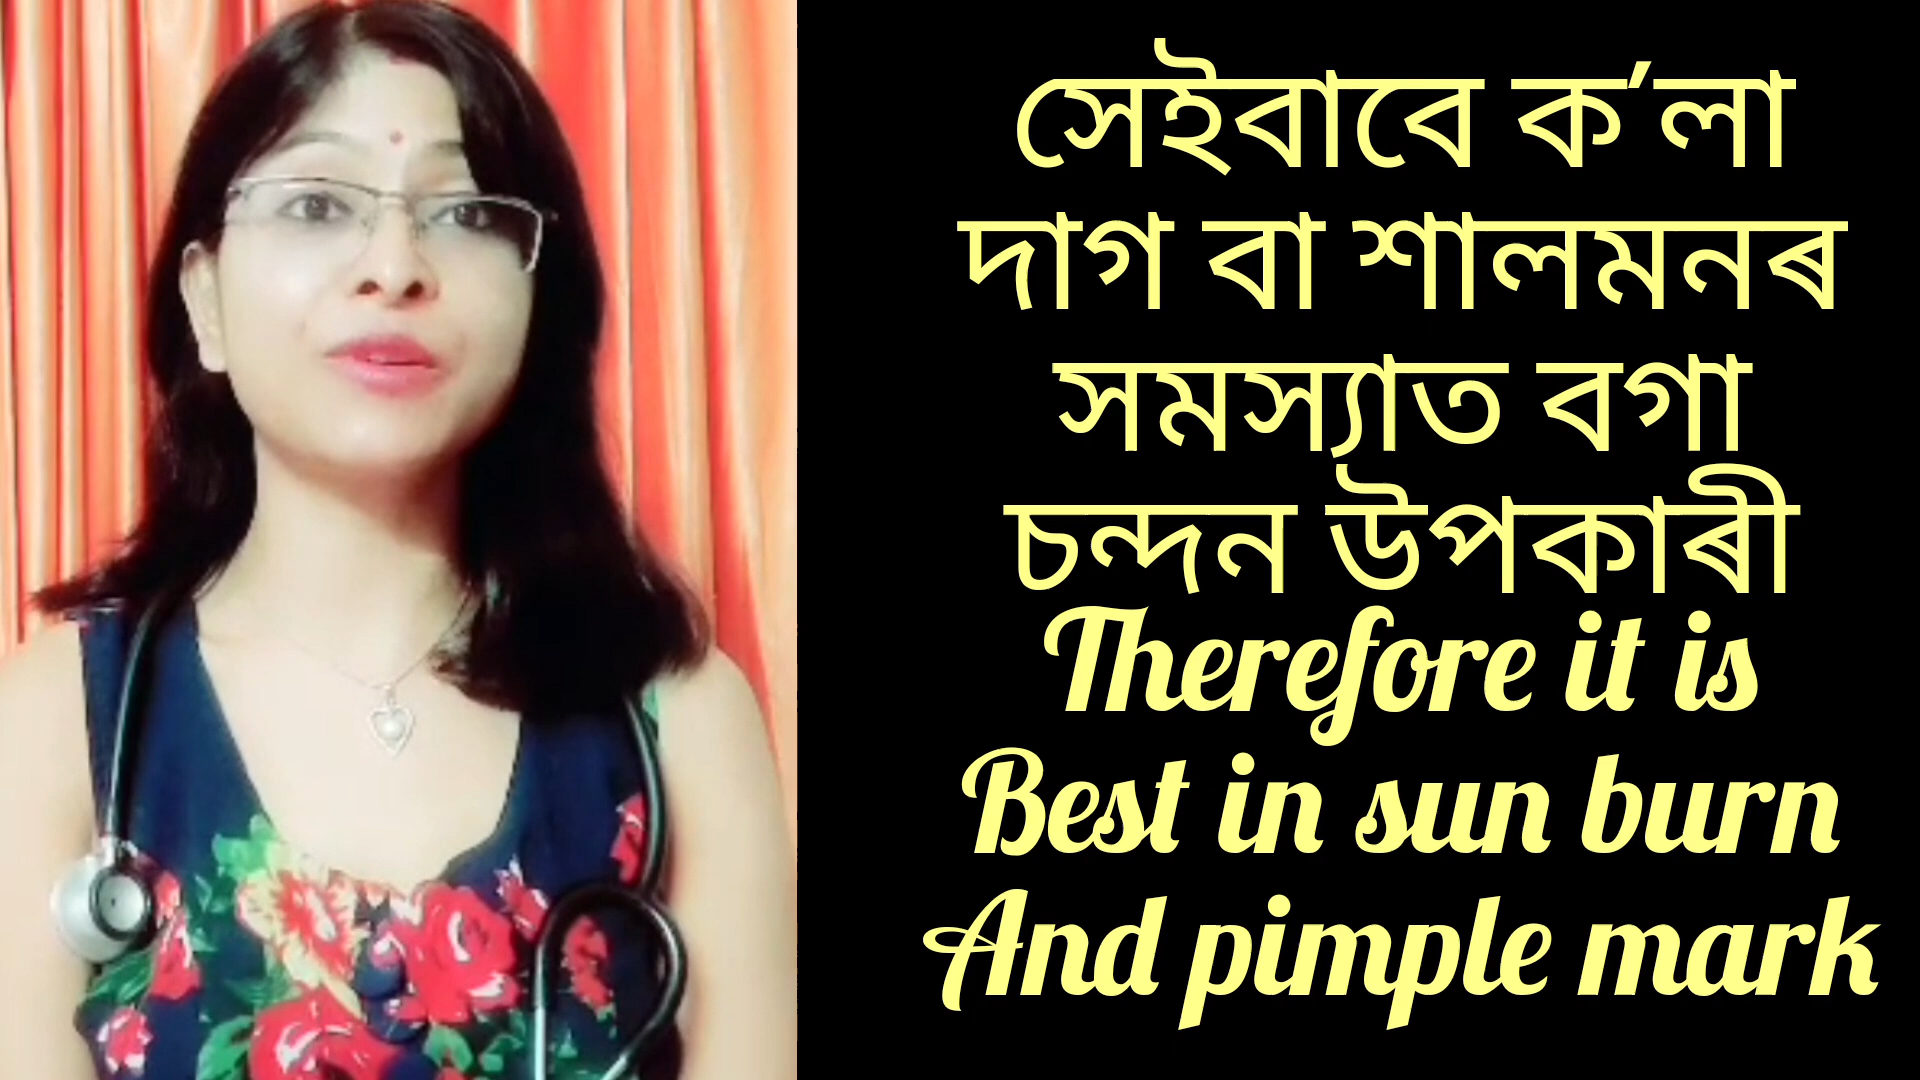 সেইবাবে ক’লা
দাগ বা শালমনৰ
সমস্যাত বগা
চন্দন উপকাৰী
Therefore it is
Best in sun burn
And pimple mark